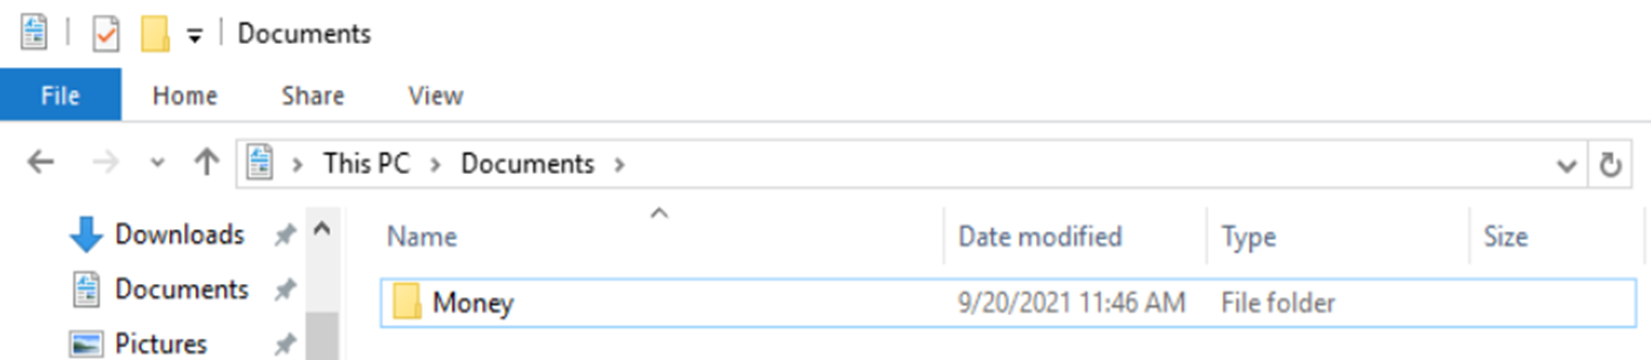 Documents
File Home Share View
This PC Documents
Downloads
Documents
Pictures
Name Date modified Type Size
Money 9/20/2021 11:46 AM File folder